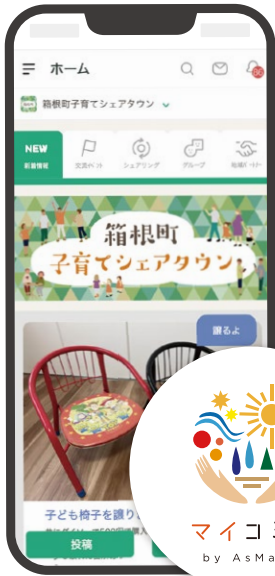 ホーム
箱根町子育てシェアタウン
NEW
新着情報
シェアリング
グループ
箱根町
子育てシェアタウン
譲るよ
子ども椅子を譲り
投稿
マイコミ
by AsMa